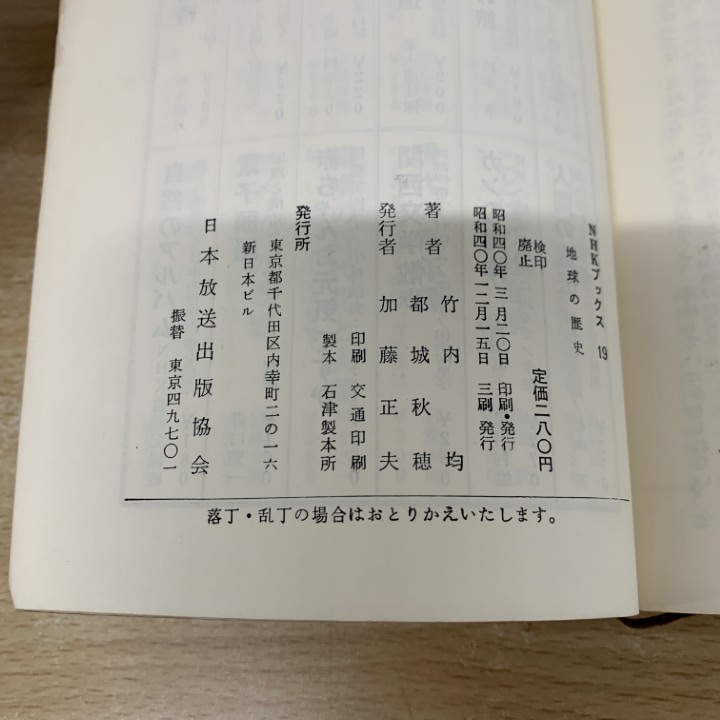 NHKブックス 19
地球の歴史
検印
廃止
定価二八〇円
昭和四〇年 三月二〇日 印刷・発行
昭和四〇年一二月一五日 三刷発行
著者 竹内 均
都城秋穂
発行者 加藤正夫
印刷 交通印刷
製本 石津製本所
発行所
東京都千代田区内幸町二の一六
新日本ビル
日本放送出版協会
振替 東京四九七〇一
落丁・乱丁の場合はおとりかえいたします。